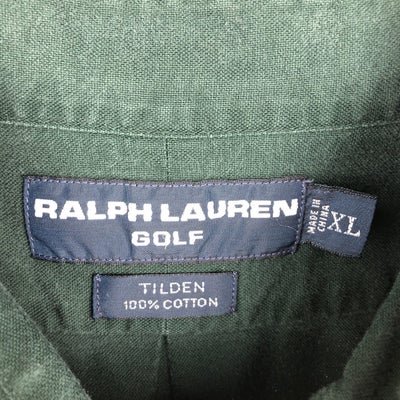 RALPH LAUREN
GOLF
MADE IN
CHINA
XL
TILDEN
100% COTTON